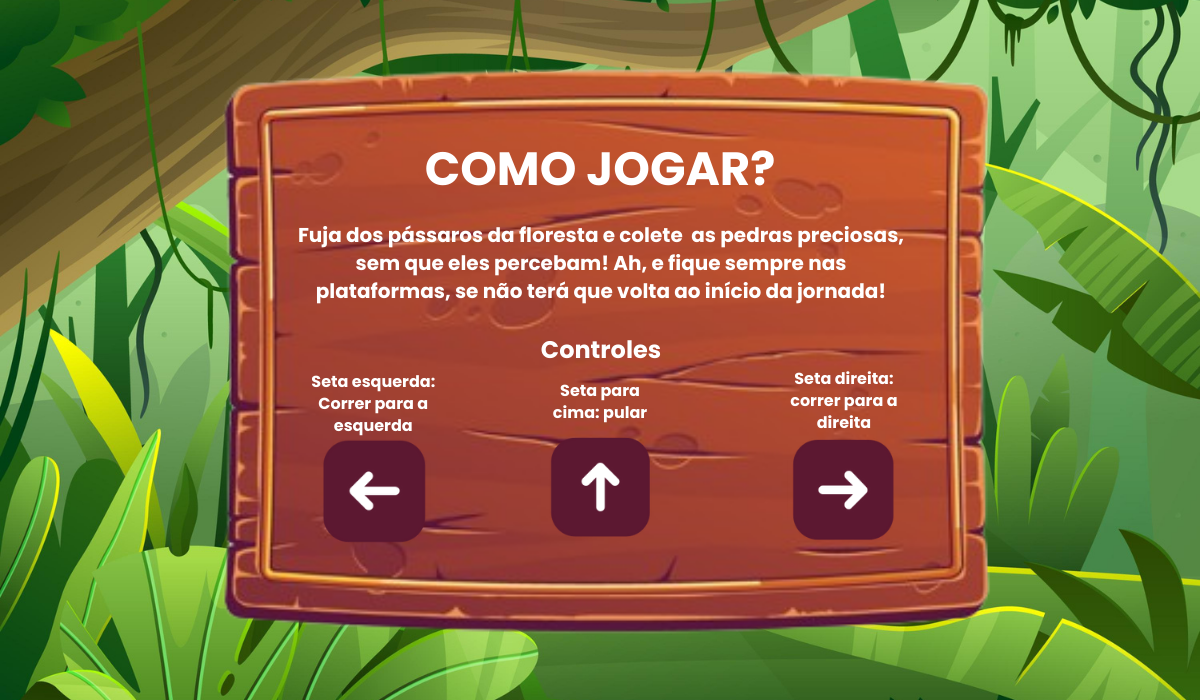 COMO JOGAR?
Fuja dos pássaros da floresta e colete  as pedras preciosas,
sem que eles percebam! Ah, e fique sempre nas
plataformas, se não terá que volta ao início da jornada!
Controles
Seta esquerda:
Correr para a
esquerda
Seta para
cima: pular
Seta direita:
correr para a
direita